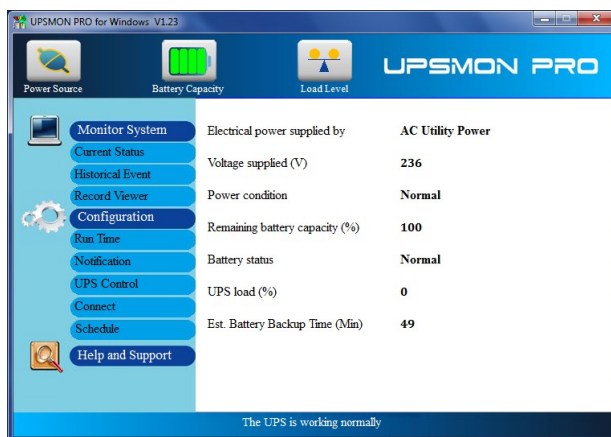 UPSMON PRO for Windows V1.23
Power Source
Battery Capacity
Load Level
UPSMON PRO
Monitor System
Current Status
Historical Event
Record Viewer
Configuration
Run Time
Notification
UPS Control
Connect
Schedule
Help and Support
Electrical power supplied by AC Utility Power
Voltage supplied (V) 236
Power condition Normal
Remaining battery capacity (%) 100
Battery status Normal
UPS load (%) 0
Est. Battery Backup Time (Min) 49
The UPS is working normally